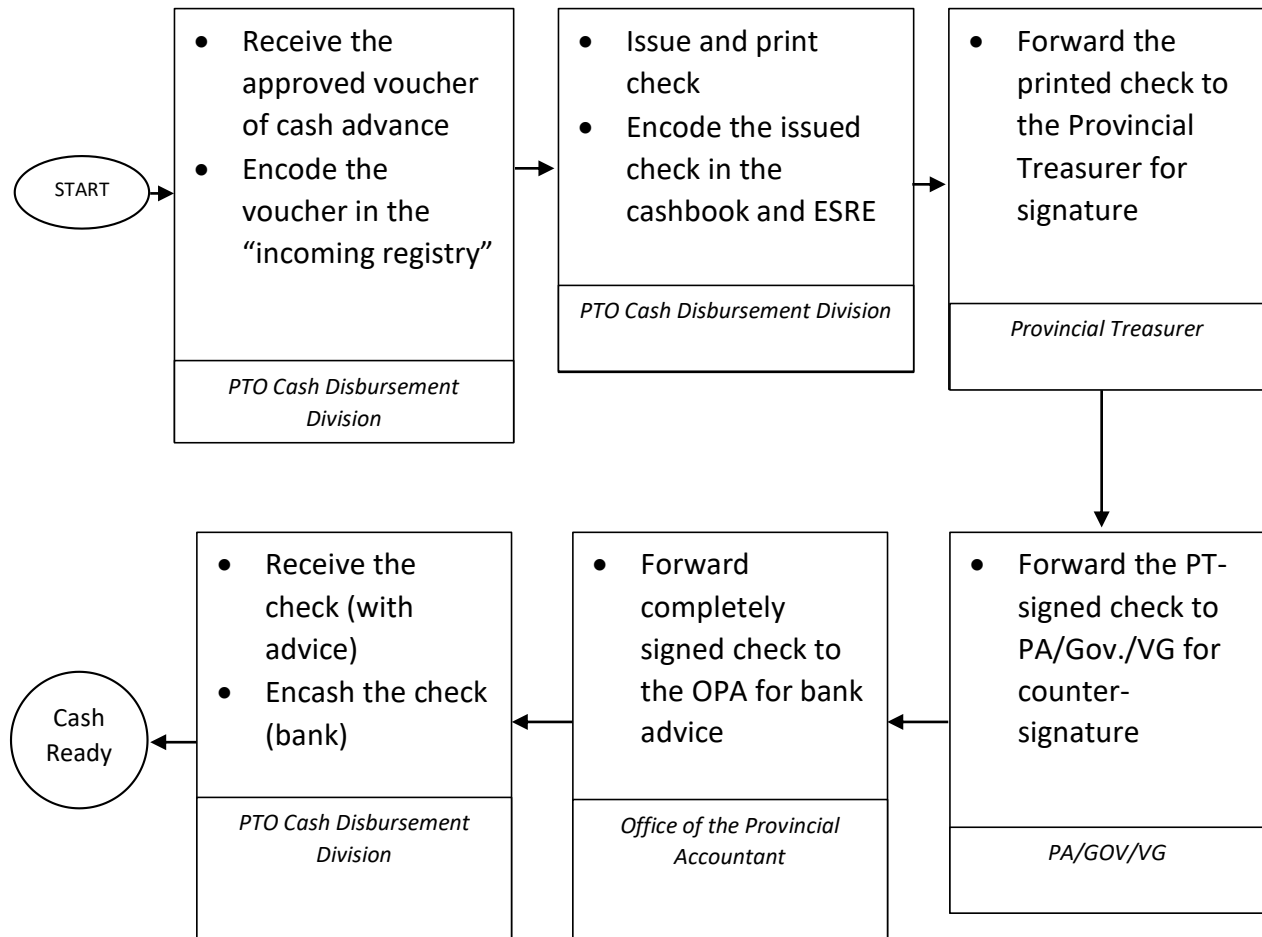 START
● Receive the
approved voucher
of cash advance
● Encode the
voucher in the
“incoming registry”
PTO Cash Disbursement
Division
● Issue and print
check
● Encode the issued
check in the
cashbook and ESRE
PTO Cash Disbursement Division
● Forward the
printed check to
the Provincial
Treasurer for
signature
Provincial Treasurer
● Forward the PT-
signed check to
PA/Gov./VG for
counter-
signature
PA/GOV/VG
● Forward
completely
signed check to
the OPA for bank
advice
Office of the Provincial
Accountant
● Receive the
check (with
advice)
● Encash the check
(bank)
PTO Cash Disbursement
Division
Cash
Ready